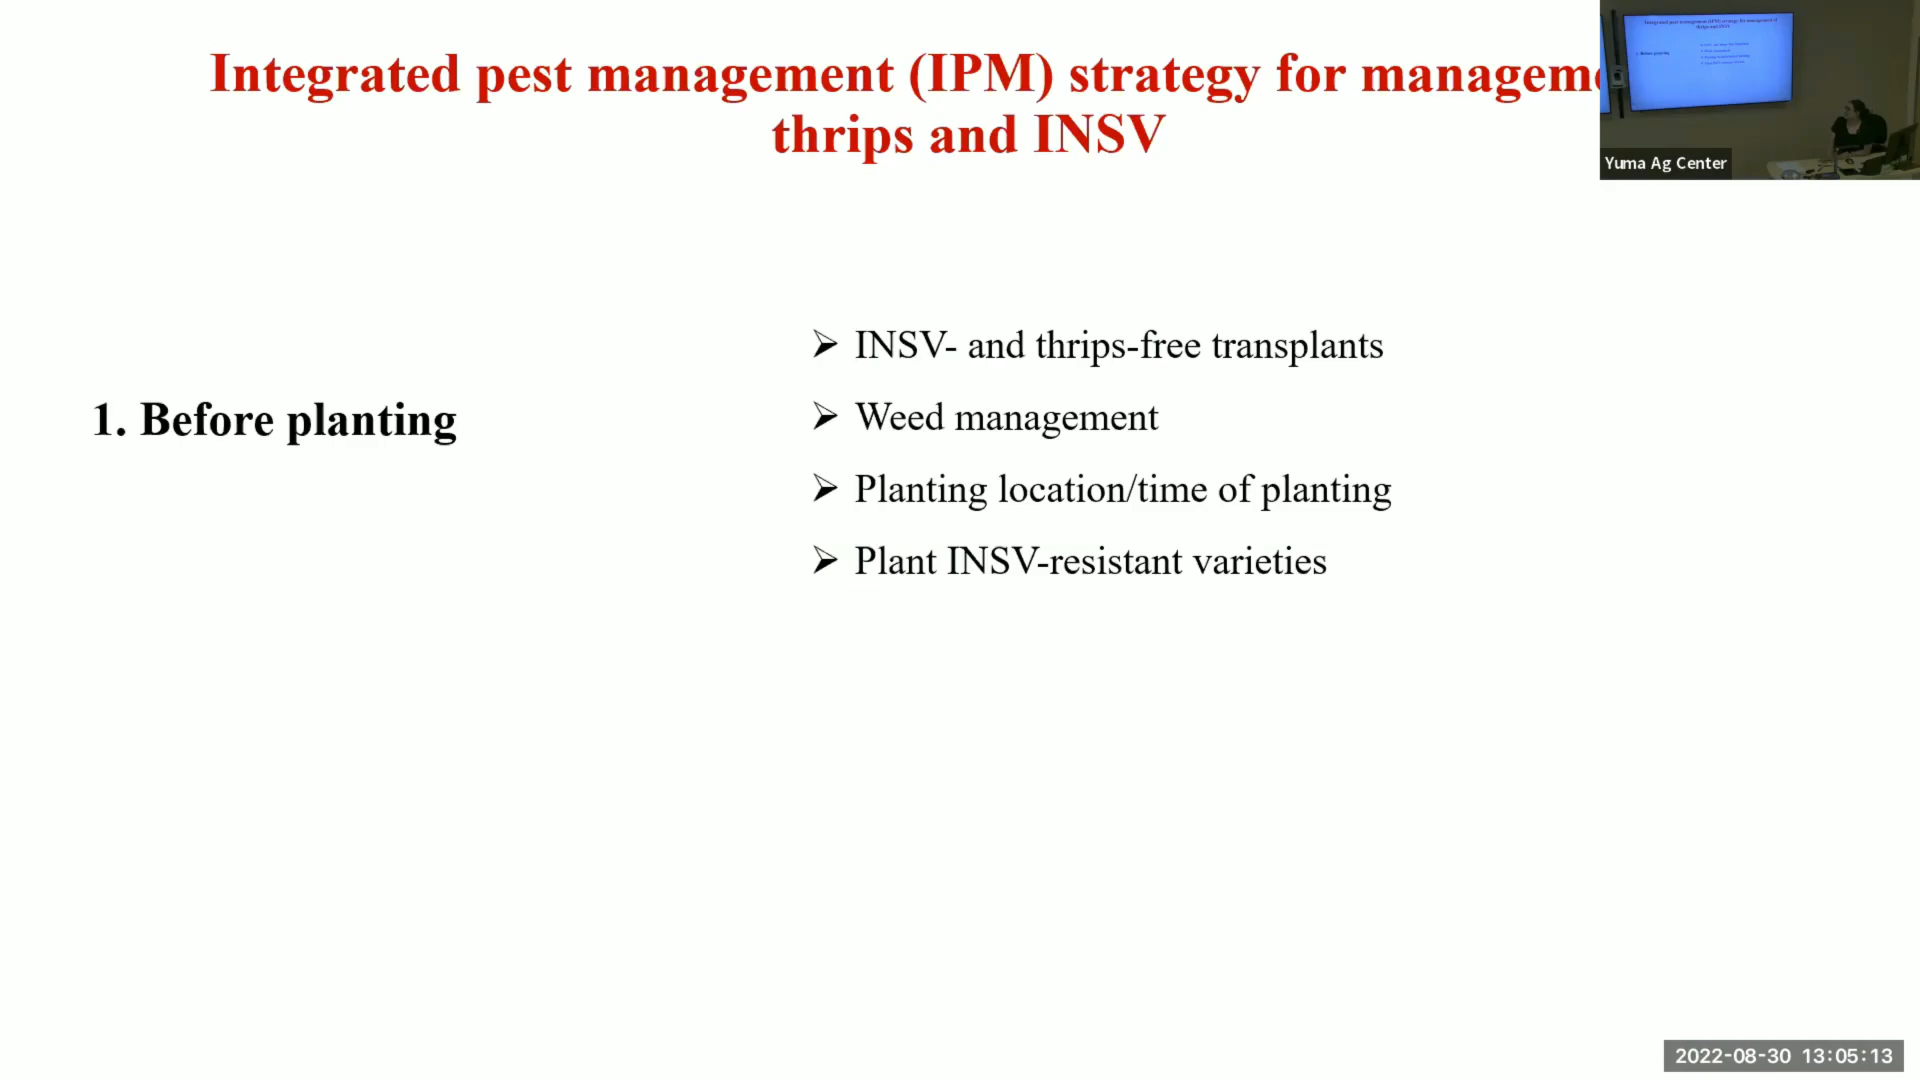 Integrated pest management (IPM) strategy for managem
thrips and INSV
Yuma Ag Center
1. Before planting
➢ INSV- and thrips-free transplants
➢ Weed management
➢ Planting location/time of planting
➢ Plant INSV-resistant varieties
2022-08-30 13:05:13